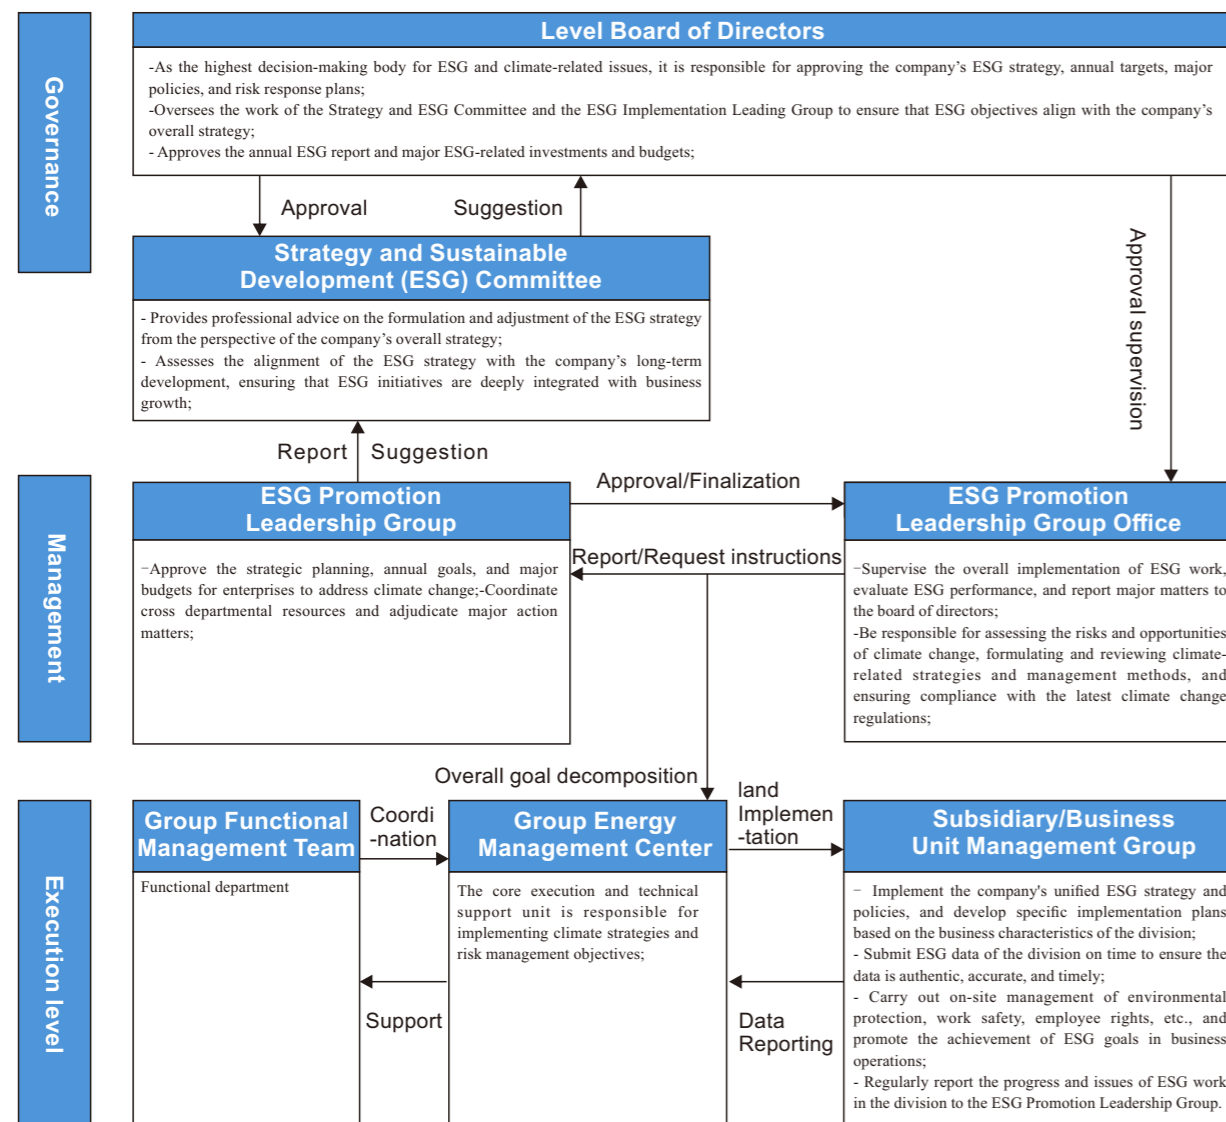 Governance
Level Board of Directors
-As the highest decision-making body for ESG and climate-related issues, it is responsible for approving the company's ESG strategy, annual targets, major
policies, and risk response plans;
-Oversees the work of the Strategy and ESG Committee and the ESG Implementation Leading Group to ensure that ESG objectives align with the company's
overall strategy;
- Approves the annual ESG report and major ESG-related investments and budgets;
Approval
Suggestion
Approval supervision
Strategy and Sustainable
Development (ESG) Committee
- Provides professional advice on the formulation and adjustment of the ESG strategy
from the perspective of the company's overall strategy;
- Assesses the alignment of the ESG strategy with the company's long-term
development, ensuring that ESG initiatives are deeply integrated with business
growth;
Report
Suggestion
Management
ESG Promotion
Leadership Group
-Approve the strategic planning, annual goals, and major
budgets for enterprises to address climate change;-Coordinate
cross departmental resources and adjudicate major action
matters;
Approval/Finalization
Report/Request instructions
ESG Promotion
Leadership Group Office
-Supervise the overall implementation of ESG work,
evaluate ESG performance, and report major matters to
the board of directors;
-Be responsible for assessing the risks and opportunities
of climate change, formulating and reviewing climate-
related strategies and management methods, and
ensuring compliance with the latest climate change
regulations;
Overall goal decomposition
Execution level
Group Functional
Management Team
Functional department
Coordi
-nation
Support
Group Energy
Management Center
The core execution and technical
support unit is responsible for
implementing climate strategies and
risk management objectives;
land
Implemen
-tation
Data
Reporting
Subsidiary/Business
Unit Management Group
- Implement the company's unified ESG strategy and
policies, and develop specific implementation plans
based on the business characteristics of the division;
- Submit ESG data of the division on time to ensure the
data is authentic, accurate, and timely;
- Carry out on-site management of environmental
protection, work safety, employee rights, etc., and
promote the achievement of ESG goals in business
operations;
- Regularly report the progress and issues of ESG work
in the division to the ESG Promotion Leadership Group.